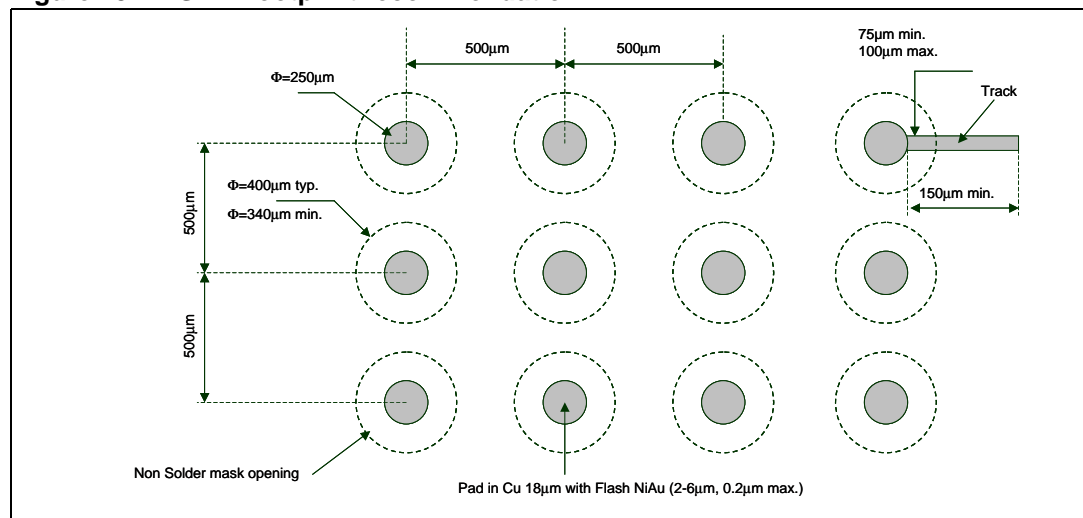 500µm
500µm
75µm min.
100µm max.
Φ=250µm
Track
Φ=400µm typ.
Φ=340µm min.
150µm min.
500µm
500µm
Non Solder mask opening
Pad in Cu 18µm with Flash NiAu (2-6µm, 0.2µm max.)